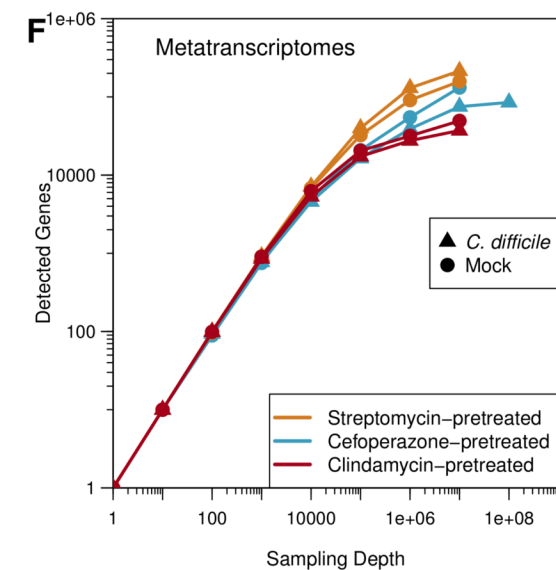 F
1e+06
Metatranscriptomes
10000
100
1
Detected Genes
C. difficile
Mock
Streptomycin−pretreated
Cefoperazone−pretreated
Clindamycin−pretreated
1 100 10000 1e+06 1e+08
Sampling Depth